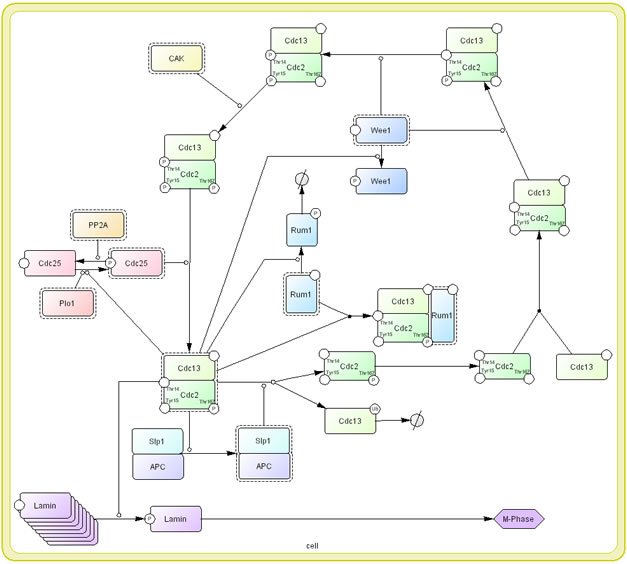 Cdc13
P
Thr14
Cdc2
Tyr15
Thr167
Cdc13
Thr14
Cdc2
Tyr15
Thr167
P
CAK
Wee1
P
Wee1
Cdc13
P
Thr14
Cdc2
Tyr15
Thr167
P
P
Cdc13
Thr14
Cdc2
Tyr15
Thr167
PP2A
P
Rum1
Cdc25
P
Cdc25
Plo1
Rum1
Cdc13
Thr14
Cdc2
Tyr15
Thr167
P
Rum1
Cdc13
Thr14
Cdc2
Tyr15
Thr167
P
Thr14
Cdc2
Tyr15
Thr167
P
Thr14
Cdc2
Tyr15
Thr167
Cdc13
Cdc13
Ub
Slp1
APC
Slp1
APC
Lamin
P
Lamin
M-Phase
cell